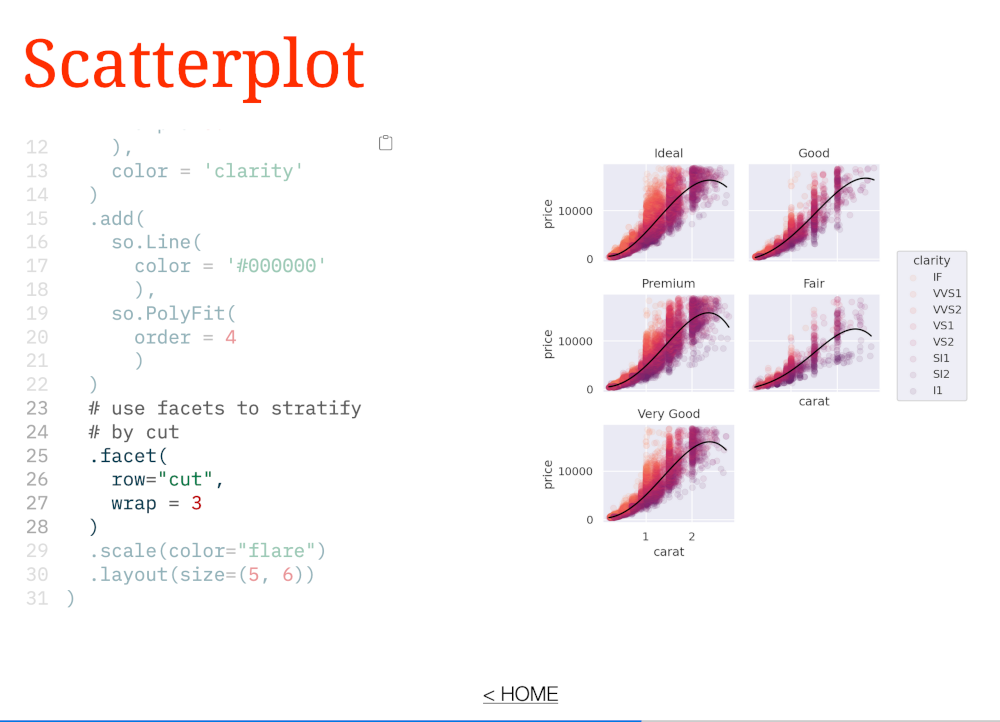 Scatterplot
12 ),
13 color = 'clarity'
14 )
15 .add(
16 so.Line(
17 color = '#000000'
18 ),
19 so.PolyFit(
20 order = 4
21 )
22 )
23 # use facets to stratify
24 # by cut
25 .facet(
26 row="cut",
27 wrap = 3
28 )
29 .scale(color="flare")
30 .layout(size=(5, 6))
31 )
Ideal
Good
price
10000
0
Premium
Fair
price
10000
0
carat
Very Good
price
10000
0
1
2
carat
clarity
IF
VVS1
VVS2
VS1
VS2
SI1
SI2
I1
< HOME